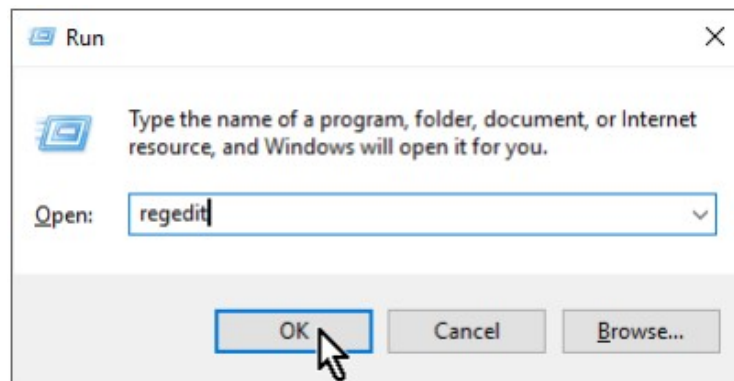 Run
Type the name of a program, folder, document, or Internet
resource, and Windows will open it for you.
Open: regedit
OK Cancel Browse...